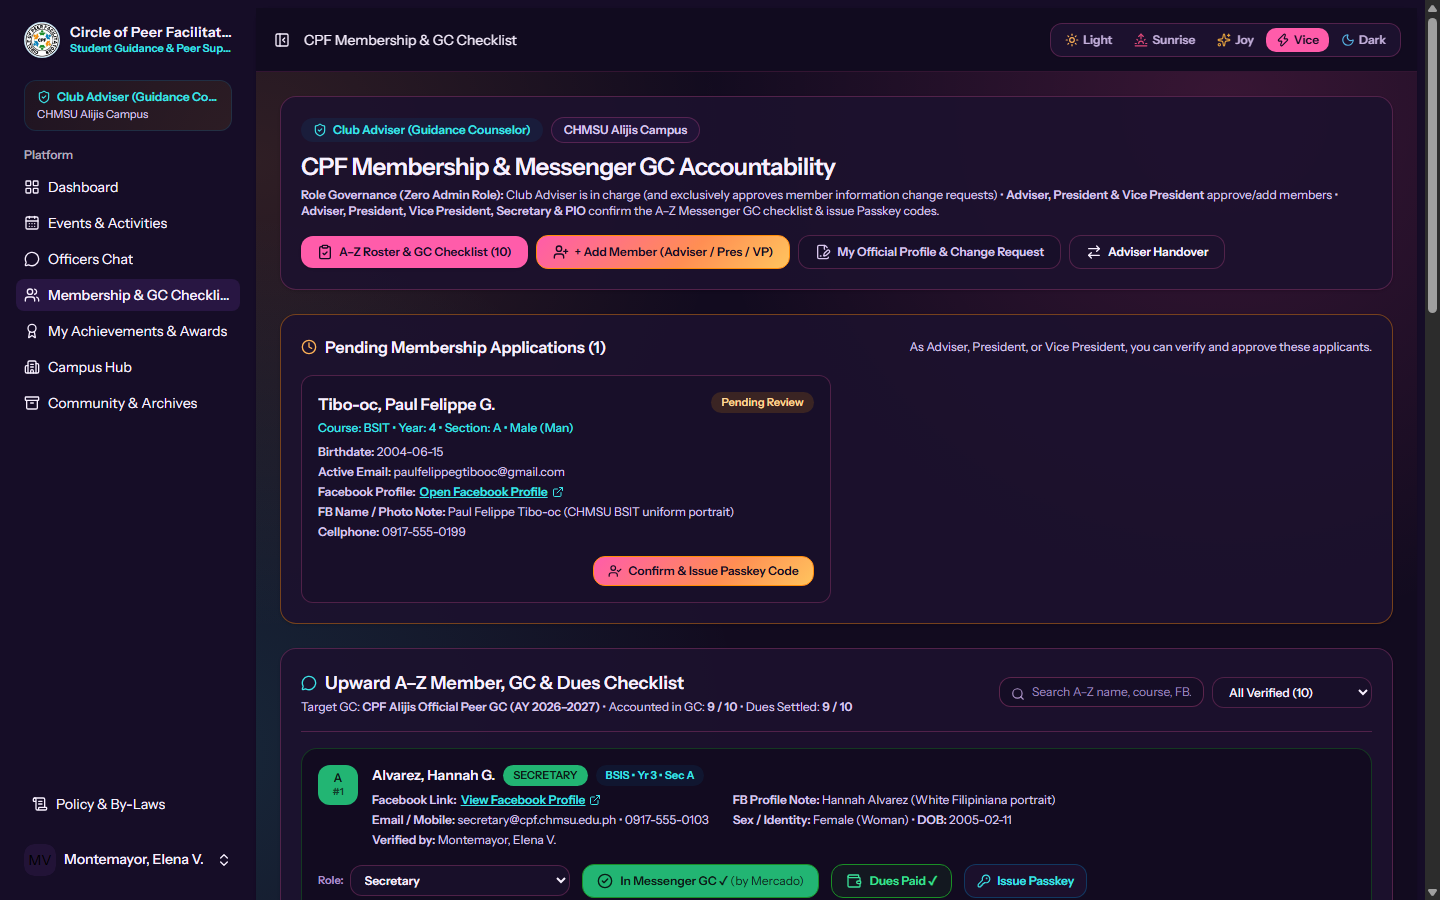 Circle of Peer Facilitat...
Student Guidance & Peer Sup...
Club Adviser (Guidance Co...
CHMSU Alijis Campus
Platform
Dashboard
Events & Activities
Officers Chat
Membership & GC Checkli...
My Achievements & Awards
Campus Hub
Community & Archives
Policy & By-Laws
MV Montemayor, Elena V.
CPF Membership & GC Checklist
Light Sunrise Joy Vice Dark
Club Adviser (Guidance Counselor) CHMSU Alijis Campus
CPF Membership & Messenger GC Accountability
Role Governance (Zero Admin Role): Club Adviser is in charge (and exclusively approves member information change requests) • Adviser, President & Vice President approve/add members •
Adviser, President, Vice President, Secretary & PIO confirm the A–Z Messenger GC checklist & issue Passkey codes.
A–Z Roster & GC Checklist (10) + Add Member (Adviser / Pres / VP) My Official Profile & Change Request Adviser Handover
Pending Membership Applications (1) As Adviser, President, or Vice President, you can verify and approve these applicants.
Tibo-oc, Paul Felippe G. Pending Review
Course: BSIT • Year: 4 • Section: A • Male (Man)
Birthdate: 2004-06-15
Active Email: paulfelippegtibooc@gmail.com
Facebook Profile: Open Facebook Profile
FB Name / Photo Note: Paul Felippe Tibo-oc (CHMSU BSIT uniform portrait)
Cellphone: 0917-555-0199
Confirm & Issue Passkey Code
Upward A–Z Member, GC & Dues Checklist
Target GC: CPF Alijis Official Peer GC (AY 2026–2027) • Accounted in GC: 9 / 10 • Dues Settled: 9 / 10
Search A-Z name, course, FB. All Verified (10)
A
#1
Alvarez, Hannah G. SECRETARY BSIS • Yr 3 • Sec A
Facebook Link: View Facebook Profile FB Profile Note: Hannah Alvarez (White Filipiniana portrait)
Email / Mobile: secretary@cpf.chmsu.edu.ph • 0917-555-0103 Sex / Identity: Female (Woman) • DOB: 2005-02-11
Verified by: Montemayor, Elena V.
Role: Secretary In Messenger GC ✓ (by Mercado) Dues Paid ✓ Issue Passkey